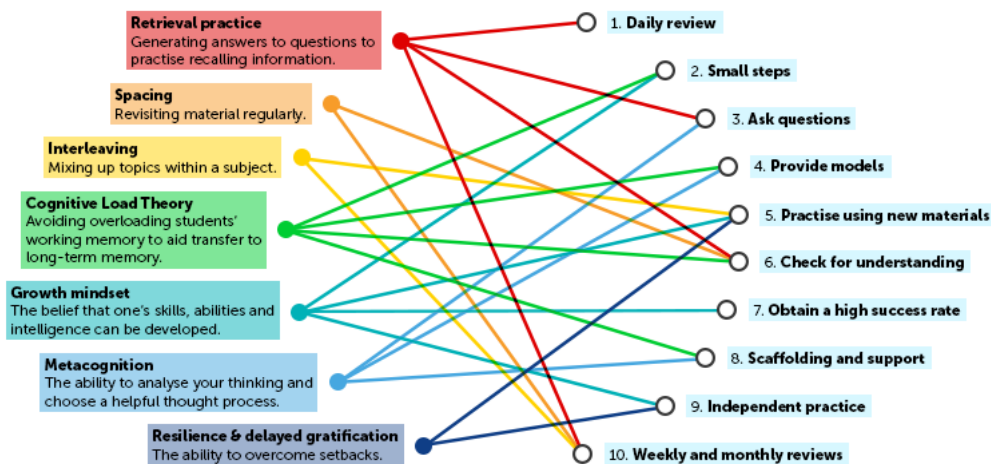 Retrieval practice
Generating answers to questions to
practise recalling information.
Spacing
Revisiting material regularly.
Interleaving
Mixing up topics within a subject.
Cognitive Load Theory
Avoiding overloading students'
working memory to aid transfer to
long-term memory.
Growth mindset
The belief that one's skills, abilities and
intelligence can be developed.
Metacognition
The ability to analyse your thinking and
choose a helpful thought process.
Resilience & delayed gratification
The ability to overcome setbacks.
1. Daily review
2. Small steps
3. Ask questions
4. Provide models
5. Practise using new materials
6. Check for understanding
7. Obtain a high success rate
8. Scaffolding and support
9. Independent practice
10. Weekly and monthly reviews